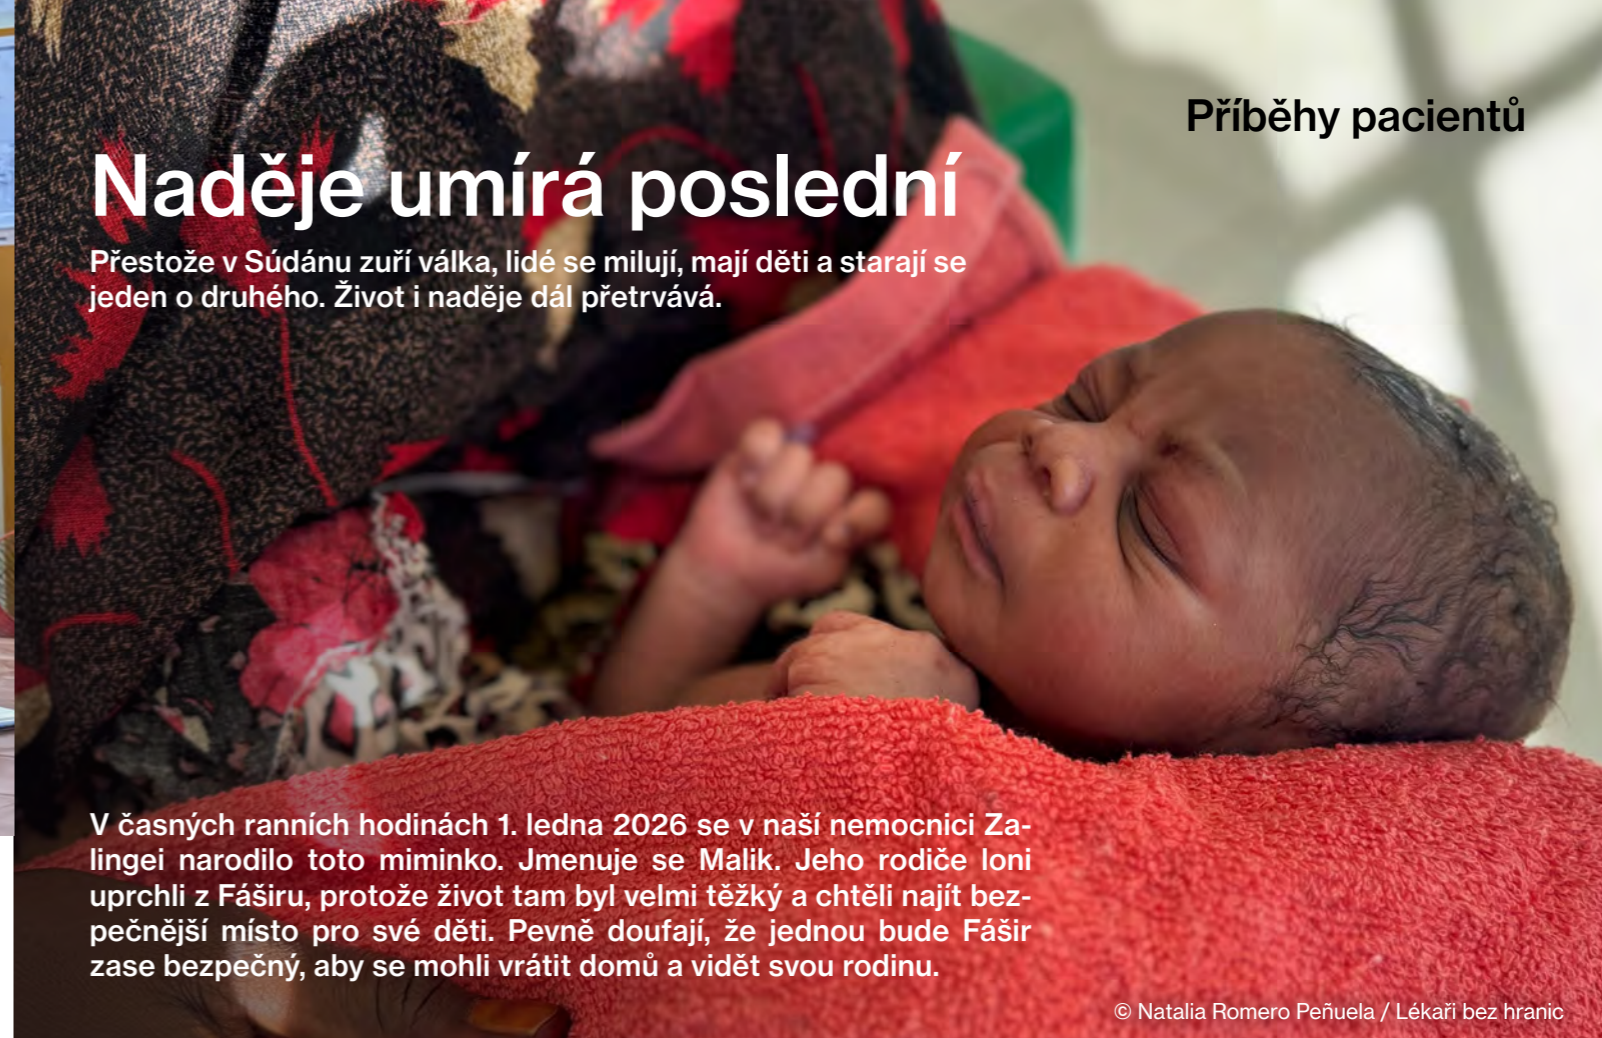 Příběhy pacientů
Naděje umírá poslední
Přestože v Súdánu zuří válka, lidé se milují, mají děti a starají se
jeden o druhého. Život i naděje dál přetrvává.
V časných ranních hodinách 1. ledna 2026 se v naší nemocnici Za-
lingei narodilo toto miminko. Jmenuje se Malik. Jeho rodiče loni
uprchli z Fáširu, protože život tam byl velmi těžký a chtěli najít bez-
pečnější místo pro své děti. Pevně doufají, že jednou bude Fášir
zase bezpečný, aby se mohli vrátit domů a vidět svou rodinu.
© Natalia Romero Peñuela / Lékaři bez hranic